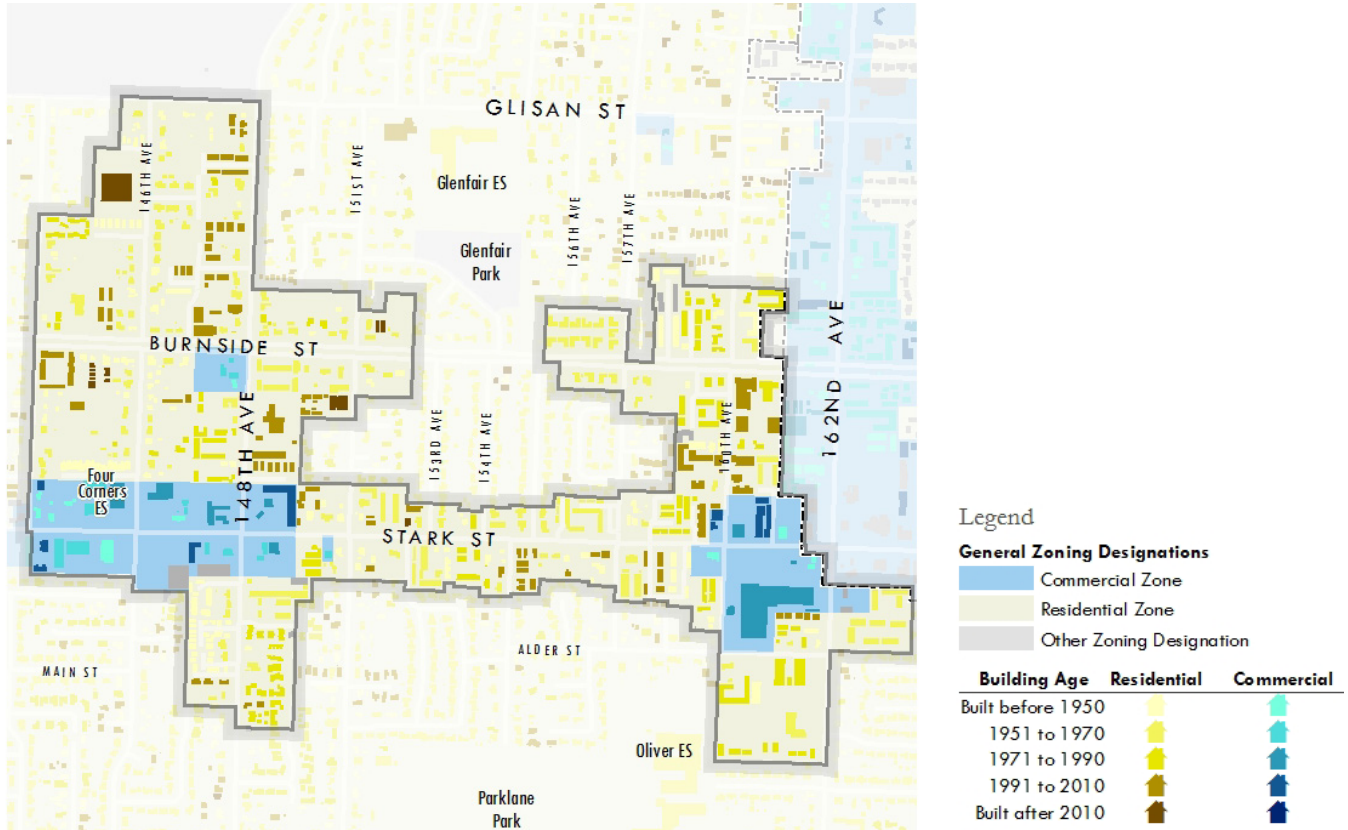 GLISAN ST
146TH AVE
151ST AVE
Glenfair ES
156TH AVE
157TH AVE
Glenfair
Park
BURNSIDE ST
162ND AVE
148TH AVE
153RD AVE
154TH AVE
160TH AVE
Four
Corners
ES
STARK ST
MAIN ST
ALDER ST
Oliver ES
Parklane
Park
Legend
General Zoning Designations
Commercial Zone
Residential Zone
Other Zoning Designation
Building Age Residential Commercial
Built before 1950
1951 to 1970
1971 to 1990
1991 to 2010
Built after 2010